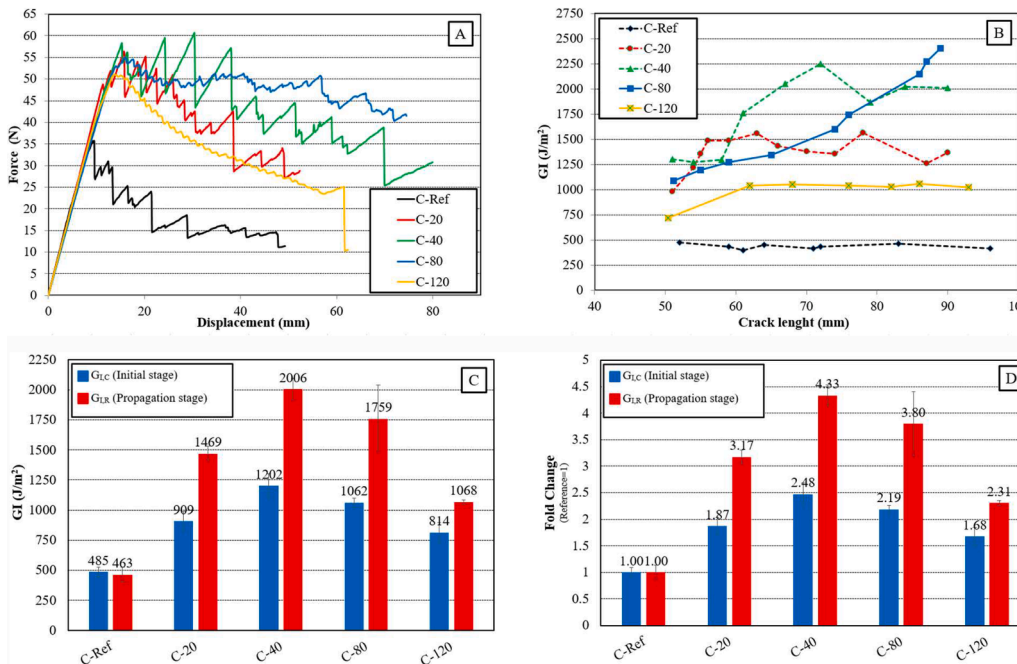 A
Force (N)
65
60
55
50
45
40
35
30
25
20
15
10
5
0
0 20 40 60 80
Displacement (mm)
C-Ref
C-20
C-40
C-80
C-120
B
GI (J/m²)
2750
2500
2250
2000
1750
1500
1250
1000
750
500
250
0
40 50 60 70 80 90 100
Crack lenght (mm)
C-Ref
C-20
C-40
C-80
C-120
C
GI (J/m²)
2250
2000
1750
1500
1250
1000
750
500
250
0
GI,C (Initial stage)
GI,R (Propagation stage)
485 463
909 1469
1202 2006
1062 1759
814 1068
C-Ref C-20 C-40 C-80 C-120
D
Fold Change
(Reference=1)
5
4.5
4
3.5
3
2.5
2
1.5
1
0.5
0
GI,C (Initial stage)
GI,R (Propagation stage)
1.00 1.00
1.87 3.17
2.48 4.33
2.19 3.80
1.68 2.31
C-Ref C-20 C-40 C-80 C-120